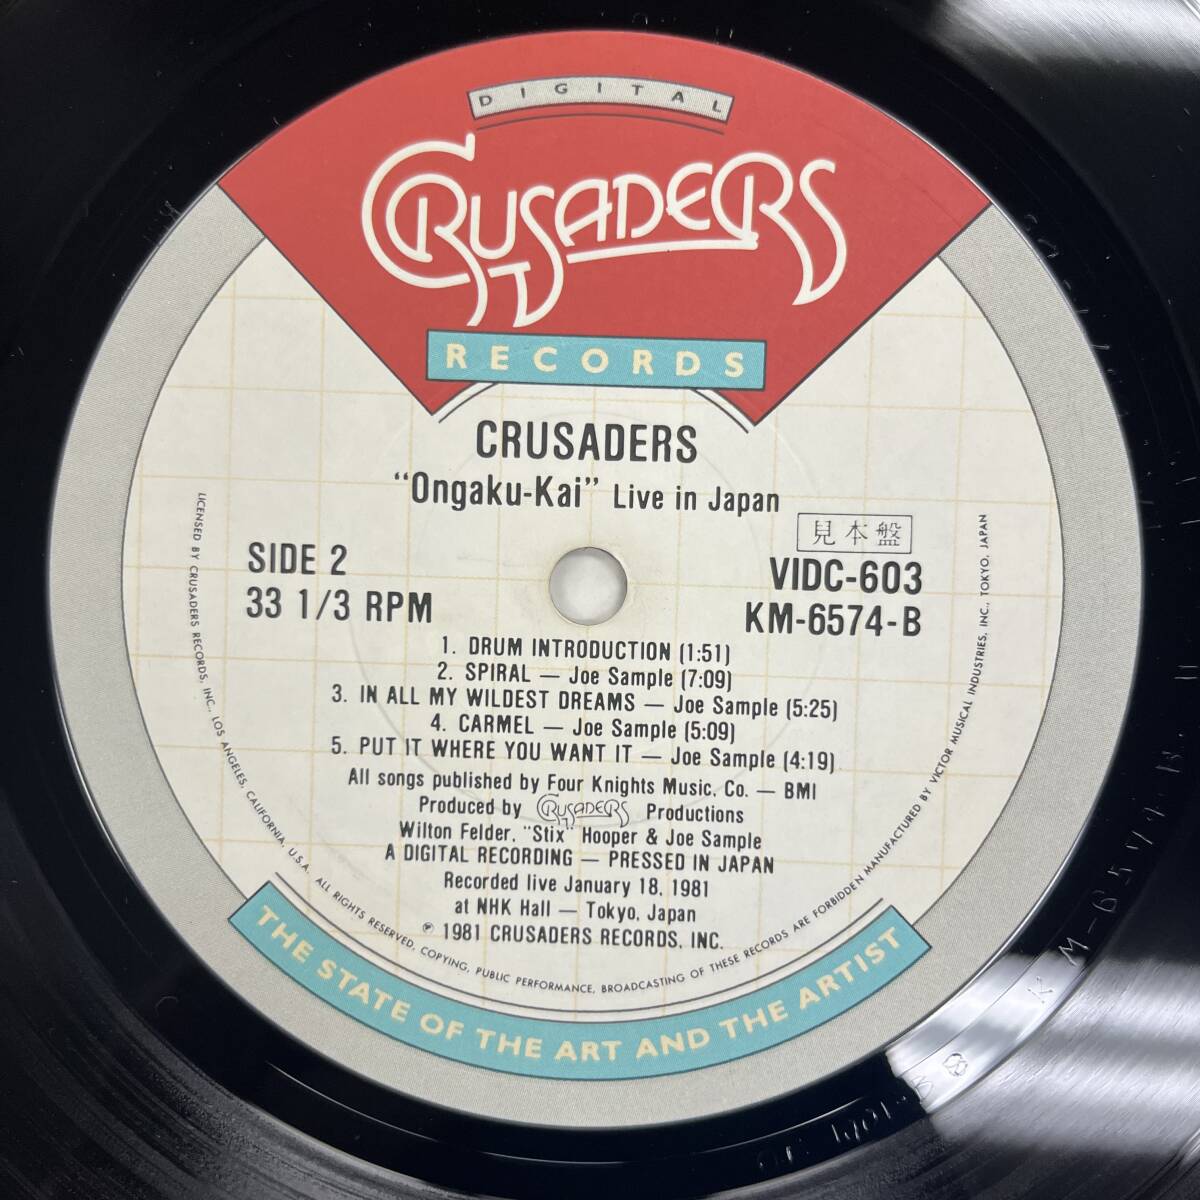 DIGITAL
CRUSADERS
RECORDS
CRUSADERS
"Ongaku-Kai" Live in Japan
見本盤
SIDE 2
VIDC-603
33 1/3 RPM
KM-6574-B
1. DRUM INTRODUCTION (1:51)
2. SPIRAL — Joe Sample (7:09)
3. IN ALL MY WILDEST DREAMS — Joe Sample (5:25)
4. CARMEL — Joe Sample (5:09)
5. PUT IT WHERE YOU WANT IT — Joe Sample (4:19)
All songs published by Four Knights Music, Co. — BMI
Produced by CRUSADERS Productions
Wilton Felder, "Stix" Hooper & Joe Sample
A DIGITAL RECORDING — PRESSED IN JAPAN
Recorded live January 18, 1981
at NHK Hall — Tokyo, Japan
℗ 1981 CRUSADERS RECORDS, INC.
LICENSED BY CRUSADERS RECORDS, INC., LOS ANGELES, CALIFORNIA, U.S.A. ALL RIGHTS RESERVED, COPYING, PUBLIC PERFORMANCE, BROADCASTING OF THESE RECORDS ARE FORBIDDEN MANUFACTURED BY VICTOR MUSICAL INDUSTRIES, INC., TOKYO, JAPAN
THE STATE OF THE ART AND THE ARTIST